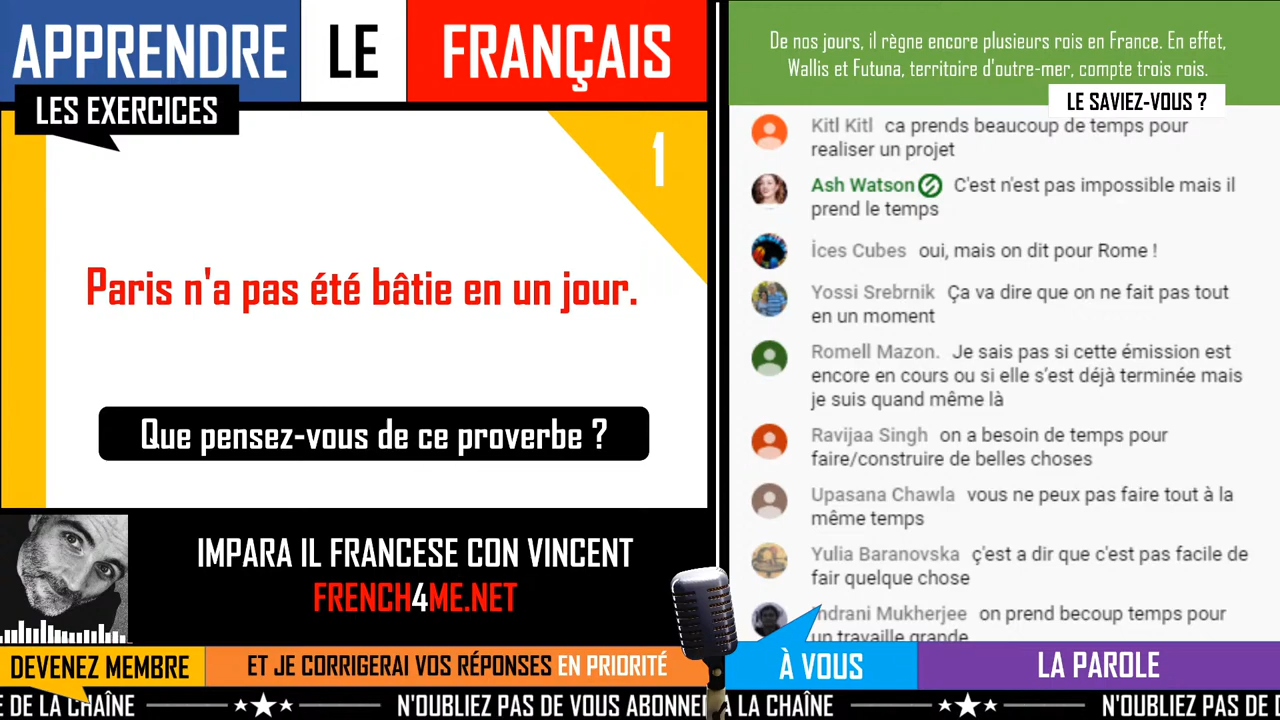 APPRENDRE LE FRANÇAIS
LES EXERCICES
1
Paris n'a pas été bâtie en un jour.
Que pensez-vous de ce proverbe ?
IMPARA IL FRANCESE CON VINCENT
FRENCH4ME.NET
DEVENEZ MEMBRE
ET JE CORRIGERAI VOS RÉPONSES EN PRIORITÉ
De nos jours, il règne encore plusieurs rois en France. En effet,
Wallis et Futuna, territoire d'outre-mer, compte trois rois.
LE SAVIEZ-VOUS ?
Kitl Kitl ca prends beaucoup de temps pour
realiser un projet
Ash Watson C'est n'est pas impossible mais il
prend le temps
İces Cubes oui, mais on dit pour Rome !
Yossi Srebrnik Ça va dire que on ne fait pas tout
en un moment
Romell Mazon. Je sais pas si cette émission est
encore en cours ou si elle s'est déjà terminée mais
je suis quand même là
Ravijaa Singh on a besoin de temps pour
faire/construire de belles choses
Upasana Chawla vous ne peux pas faire tout à la
même temps
Yulia Baranovska ç'est a dir que c'est pas facile de
fair quelque chose
ndrani Mukherjee on prend becoup temps pour
un travaille grande
À VOUS
LA PAROLE
E DE LA CHAÎNE N'OUBLIEZ PAS DE VOUS ABONNE À LA CHAÎNE N'OUBLIEZ PAS DE